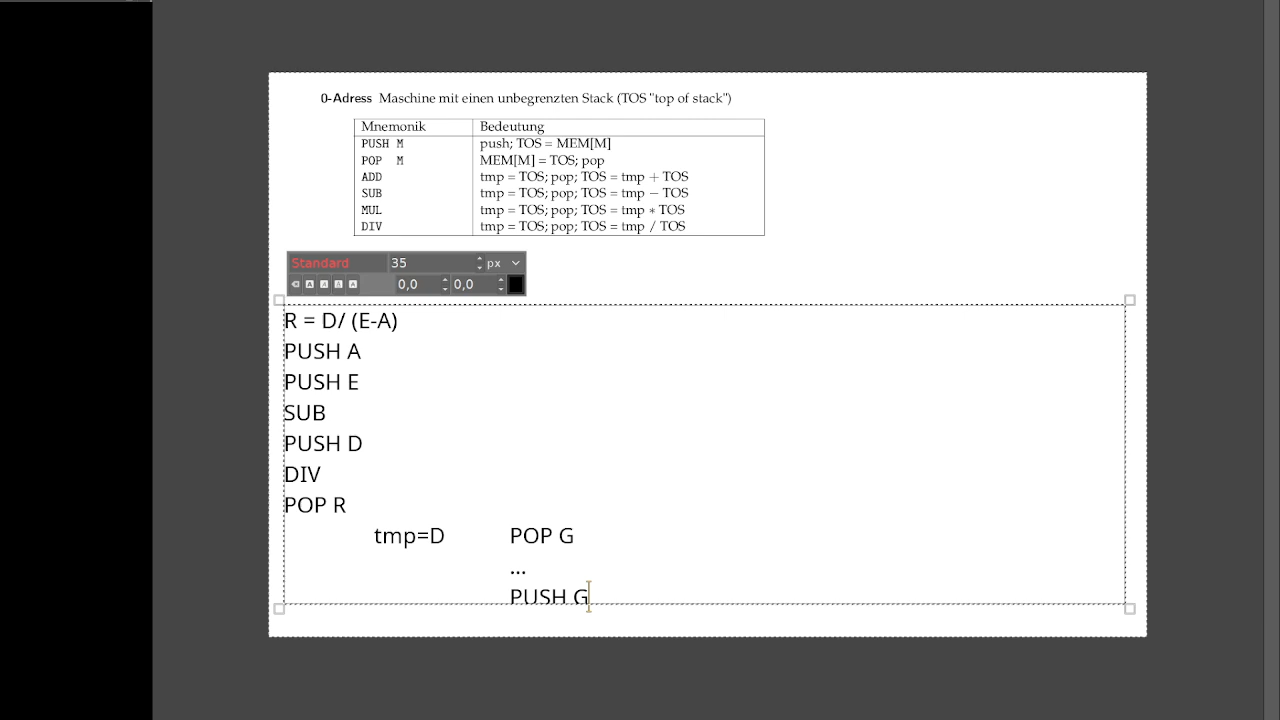 0-Adress Maschine mit einen unbegrenzten Stack (TOS "top of stack")
Mnemonik Bedeutung
PUSH M push; TOS = MEM[M]
POP M MEM[M] = TOS; pop
ADD tmp = TOS; pop; TOS = tmp + TOS
SUB tmp = TOS; pop; TOS = tmp − TOS
MUL tmp = TOS; pop; TOS = tmp ∗ TOS
DIV tmp = TOS; pop; TOS = tmp / TOS
Standard 35 px
0,0 0,0
R = D/ (E-A)
PUSH A
PUSH E
SUB
PUSH D
DIV
POP R
tmp=D POP G
...
PUSH G